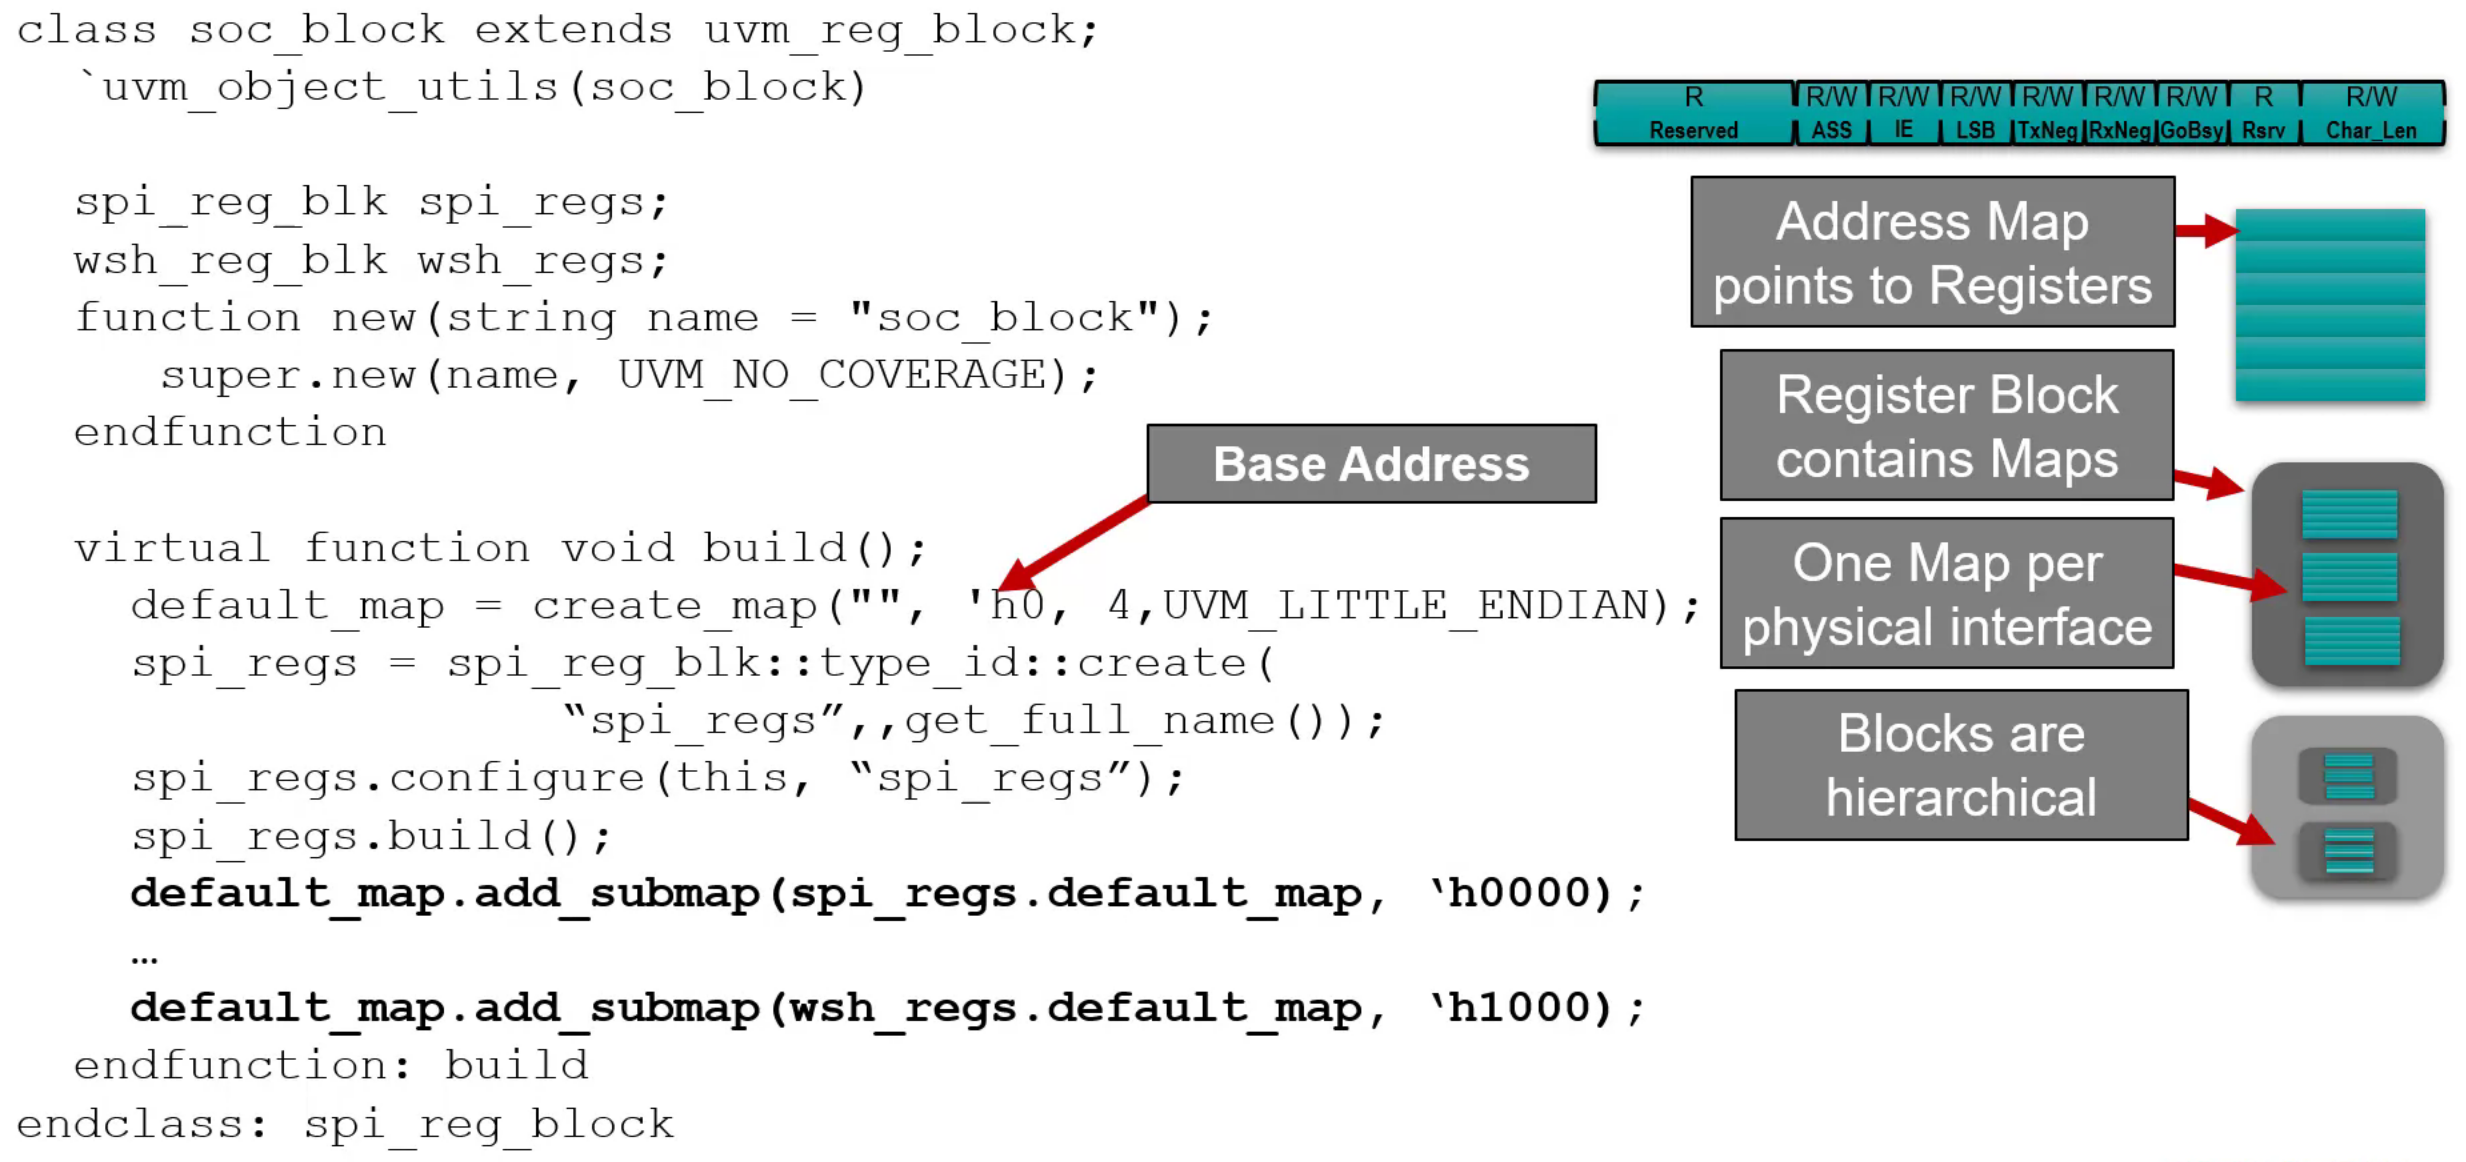 class soc_block extends uvm_reg_block;
`uvm_object_utils(soc_block)
spi_reg_blk spi_regs;
wsh_reg_blk wsh_regs;
function new(string name = "soc_block");
super.new(name, UVM_NO_COVERAGE);
endfunction
virtual function void build();
default_map = create_map("", 'h0, 4,UVM_LITTLE_ENDIAN);
spi_regs = spi_reg_blk::type_id::create(
“spi_regs”,,get_full_name());
spi_regs.configure(this, “spi_regs”);
spi_regs.build();
default_map.add_submap(spi_regs.default_map, ‘h0000);
…
default_map.add_submap(wsh_regs.default_map, ‘h1000);
endfunction: build
endclass: spi_reg_block
Base Address
R R/W R/W R/W R/W R/W R/W R R/W
Reserved ASS IE LSB TxNeg RxNeg GoBsy Rsrv Char_Len
Address Map
points to Registers
Register Block
contains Maps
One Map per
physical interface
Blocks are
hierarchical